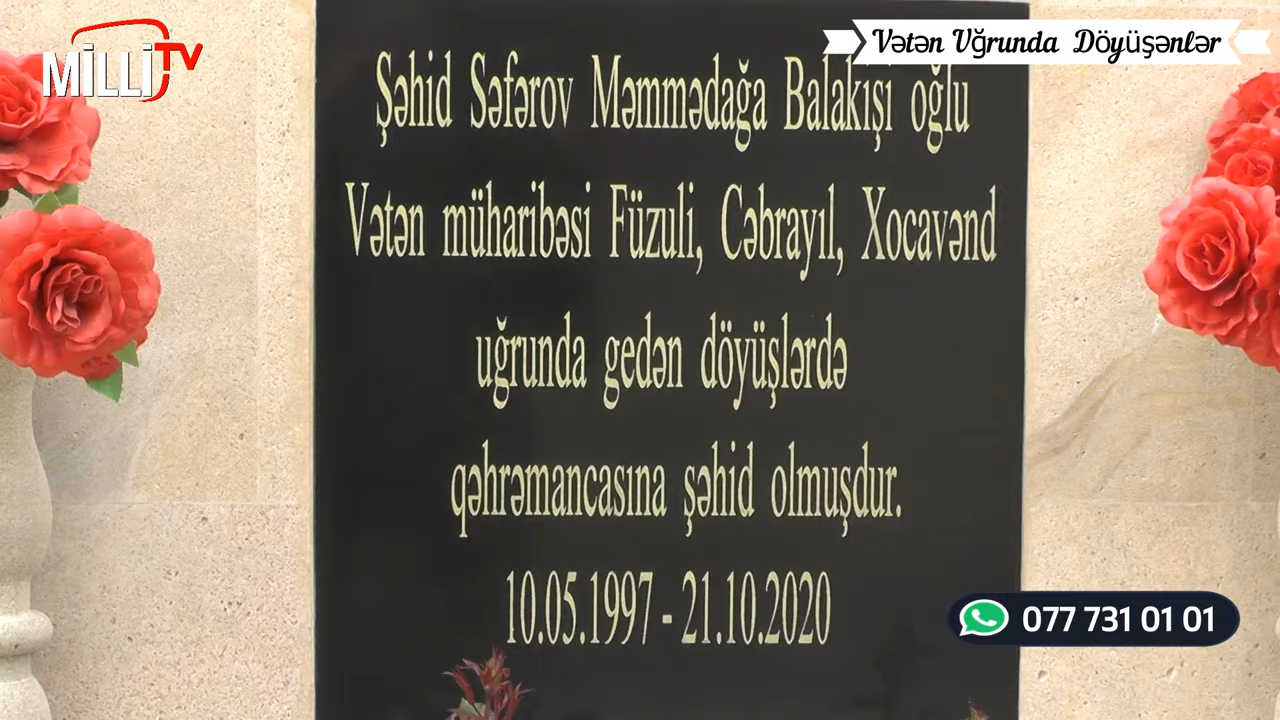 MİLLİ TV
Vətən Uğrunda Döyüşənlər
Şəhid Səfərov Məmmədağa Balakişi oğlu
Vətən müharibəsi Füzuli, Cəbrayıl, Xocavənd
uğrunda gedən döyüşlərdə
qəhrəmancasına şəhid olmuşdur.
10.05.1997 - 21.10.2020
077 731 01 01